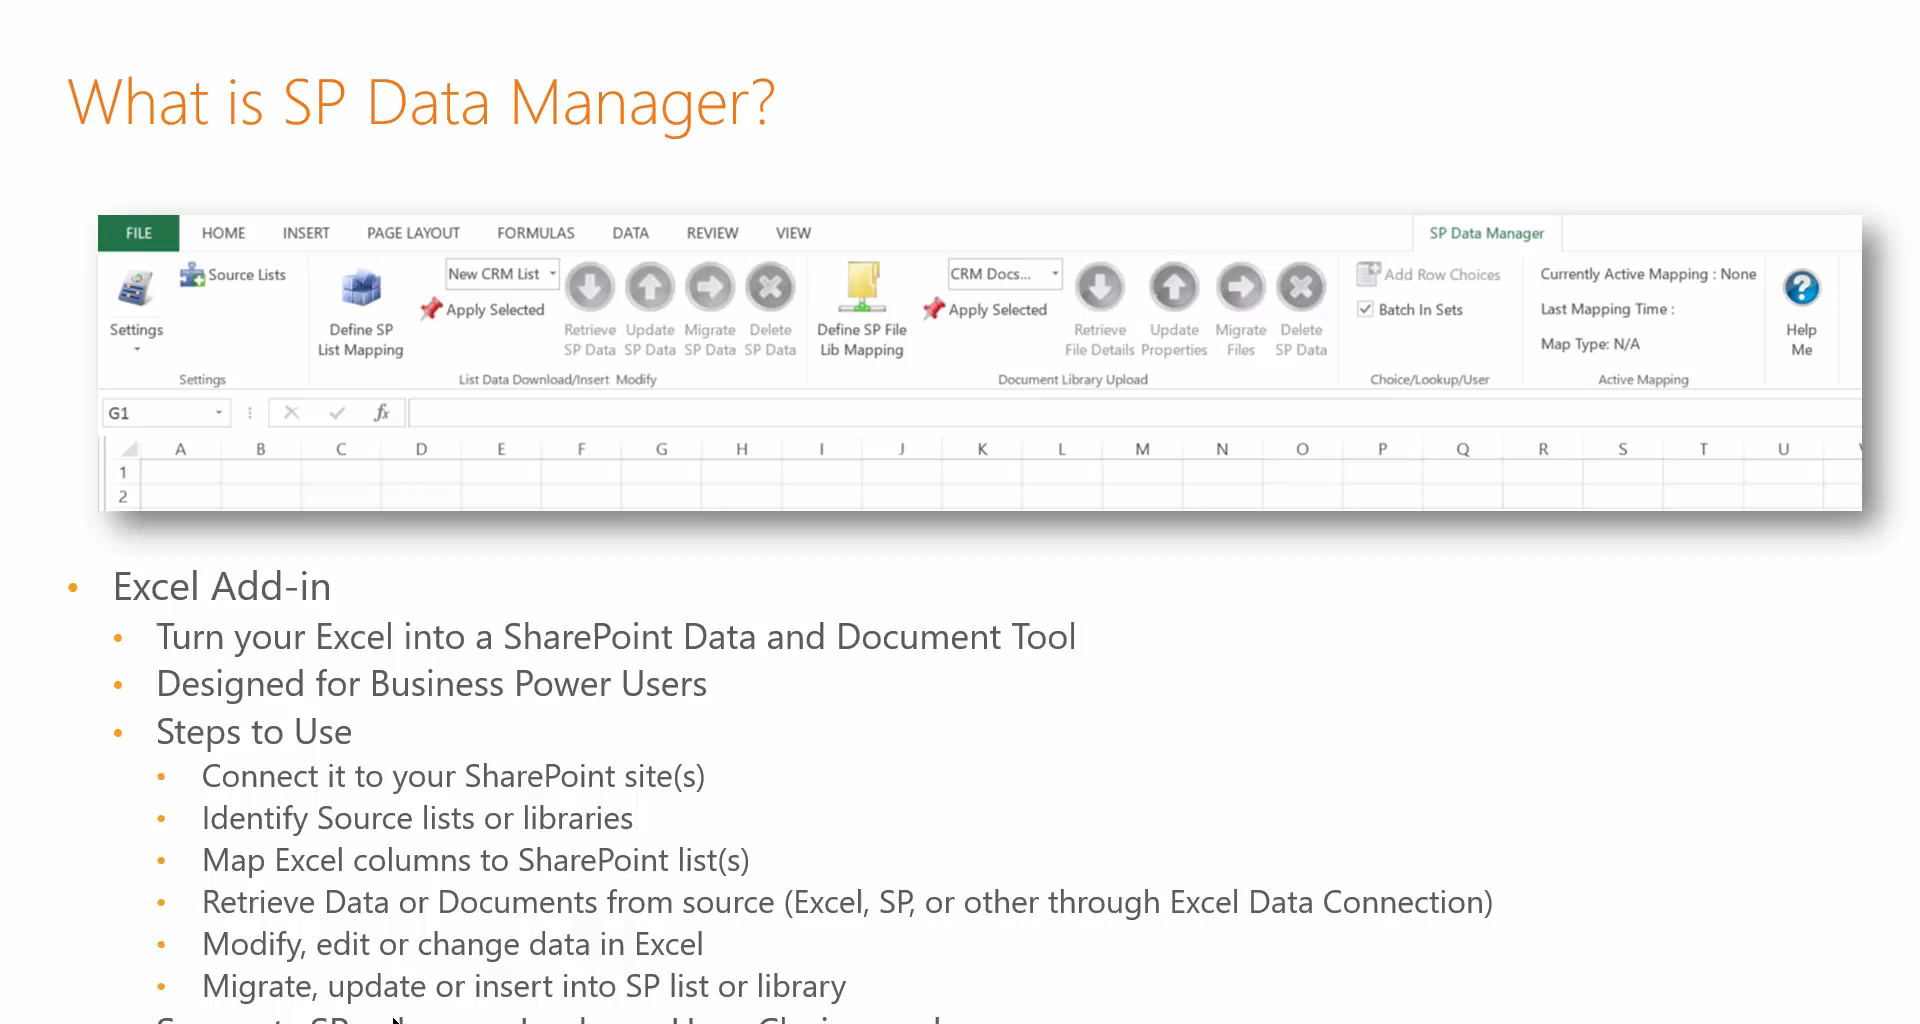 What is SP Data Manager?
FILE HOME INSERT PAGE LAYOUT FORMULAS DATA REVIEW VIEW SP Data Manager
Settings
Source Lists
Settings
Define SP
List Mapping
New CRM List
Apply Selected
Retrieve
SP Data
Update
SP Data
Migrate
SP Data
Delete
SP Data
List Data Download/Insert Modify
Define SP File
Lib Mapping
CRM Docs...
Apply Selected
Retrieve
File Details
Update
Properties
Migrate
Files
Delete
SP Data
Document Library Upload
Add Row Choices
Batch In Sets
Choice/Lookup/User
Currently Active Mapping : None
Last Mapping Time :
Map Type: N/A
Active Mapping
Help
Me
G1 fx
A B C D E F G H I J K L M N O P Q R S T U
1
2
• Excel Add-in
• Turn your Excel into a SharePoint Data and Document Tool
• Designed for Business Power Users
• Steps to Use
• Connect it to your SharePoint site(s)
• Identify Source lists or libraries
• Map Excel columns to SharePoint list(s)
• Retrieve Data or Documents from source (Excel, SP, or other through Excel Data Connection)
• Modify, edit or change data in Excel
• Migrate, update or insert into SP list or library